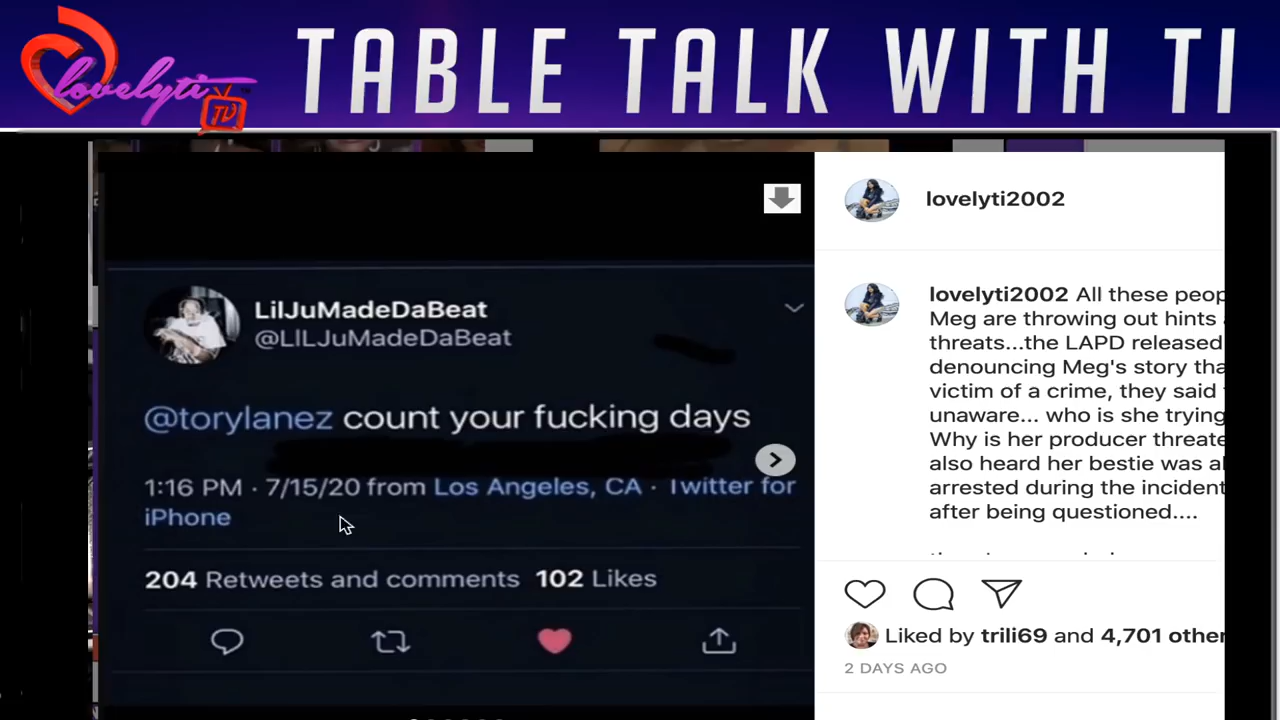 lovelyti TV
TABLE TALK WITH TI
LilJuMadeDaBeat
@LILJuMadeDaBeat
@torylanez count your fucking days
1:16 PM · 7/15/20 from Los Angeles, CA · Twitter for
iPhone
204 Retweets and comments 102 Likes
lovelyti2002
lovelyti2002 All these peop
Meg are throwing out hints
threats...the LAPD released
denouncing Meg's story tha
victim of a crime, they said
unaware... who is she trying
Why is her producer threate
also heard her bestie was al
arrested during the incident
after being questioned....
Liked by trili69 and 4,701 other
2 DAYS AGO